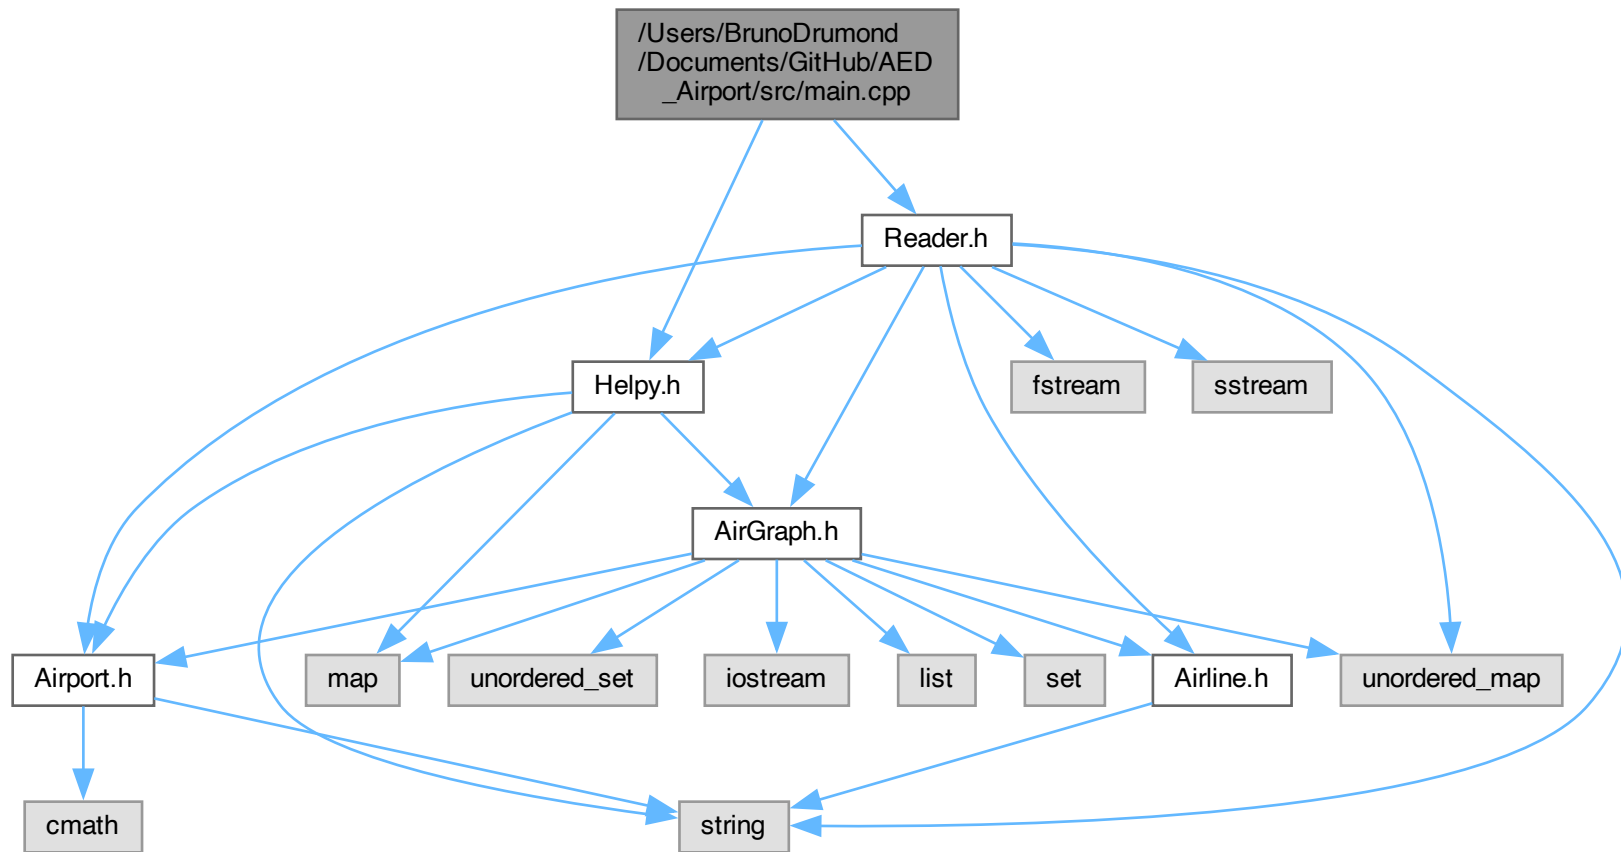 /Users/BrunoDrumond
/Documents/GitHub/AED
_Airport/src/main.cpp
Reader.h
Helpy.h
fstream
sstream
AirGraph.h
Airport.h
map
unordered_set
iostream
list
set
Airline.h
unordered_map
cmath
string